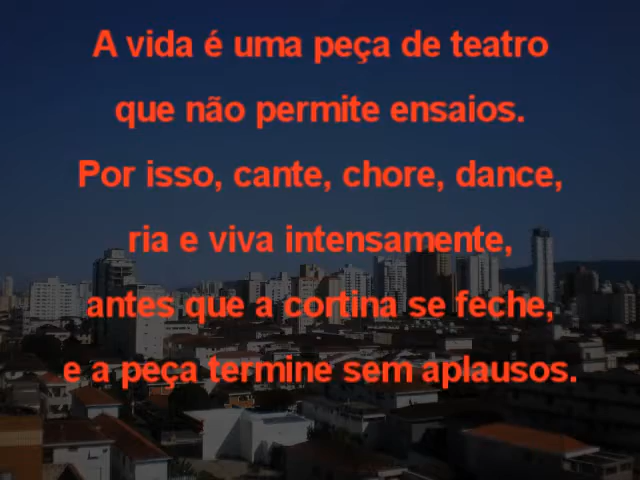 A vida é uma peça de teatro
que não permite ensaios.
Por isso, cante, chore, dance,
ria e viva intensamente,
antes que a cortina se feche,
e a peça termine sem aplausos.